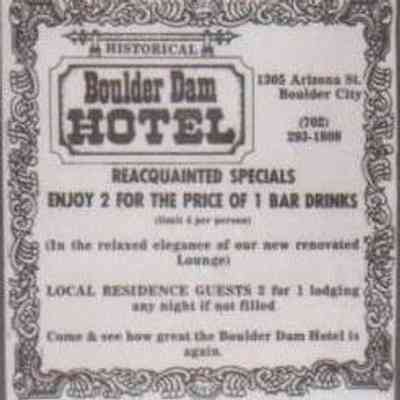 HISTORICAL
Boulder Dam
HOTEL
1305 Arizona St.
Boulder City
(702)
293-1808
REACQUAINTED SPECIALS
ENJOY 2 FOR THE PRICE OF 1 BAR DRINKS
(limit 4 per person)
(In the relaxed elegance of our new renovated
Lounge)
LOCAL RESIDENCE GUESTS 2 for 1 lodging
any night if not filled
Come & see how great the Boulder Dam Hotel is
again.